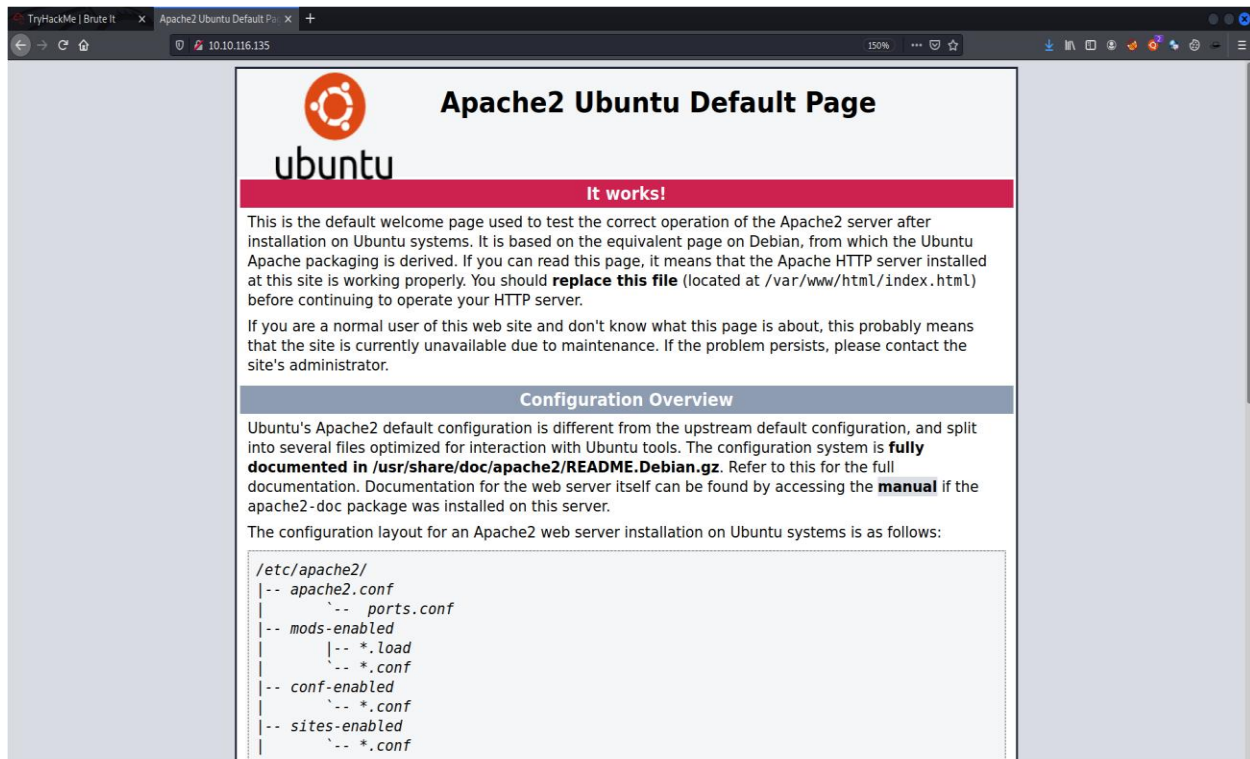 TryHackMe | Brute It
Apache2 Ubuntu Default Pa
10.10.116.135
150%
2
ubuntu
Apache2 Ubuntu Default Page
It works!
This is the default welcome page used to test the correct operation of the Apache2 server after
installation on Ubuntu systems. It is based on the equivalent page on Debian, from which the Ubuntu
Apache packaging is derived. If you can read this page, it means that the Apache HTTP server installed
at this site is working properly. You should replace this file (located at /var/www/html/index.html)
before continuing to operate your HTTP server.
If you are a normal user of this web site and don't know what this page is about, this probably means
that the site is currently unavailable due to maintenance. If the problem persists, please contact the
site's administrator.
Configuration Overview
Ubuntu's Apache2 default configuration is different from the upstream default configuration, and split
into several files optimized for interaction with Ubuntu tools. The configuration system is fully
documented in /usr/share/doc/apache2/README.Debian.gz. Refer to this for the full
documentation. Documentation for the web server itself can be found by accessing the manual if the
apache2-doc package was installed on this server.
The configuration layout for an Apache2 web server installation on Ubuntu systems is as follows:
/etc/apache2/
|-- apache2.conf
|       `--  ports.conf
|-- mods-enabled
|       |-- *.load
|       `-- *.conf
|-- conf-enabled
|       `-- *.conf
|-- sites-enabled
|       `-- *.conf